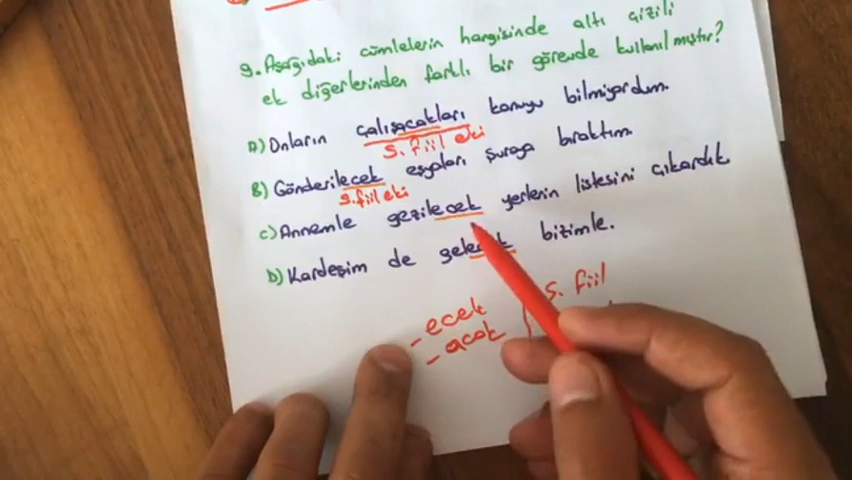 9. Aşağıdaki cümlelerin hangisinde altı çizili
ek diğerlerinden farklı bir görevde kullanılmıştır?
A) Onların çalışacakları konuyu bilmiyordum.
S. fiil eki
B) Gönderilecek eşyaları şuraya bıraktım.
S. fiil eki
C) Annemle gezilecek yerlerin listesini çıkardık
D) Kardeşim de bizimle.
-ecek
-acak
S. fiil